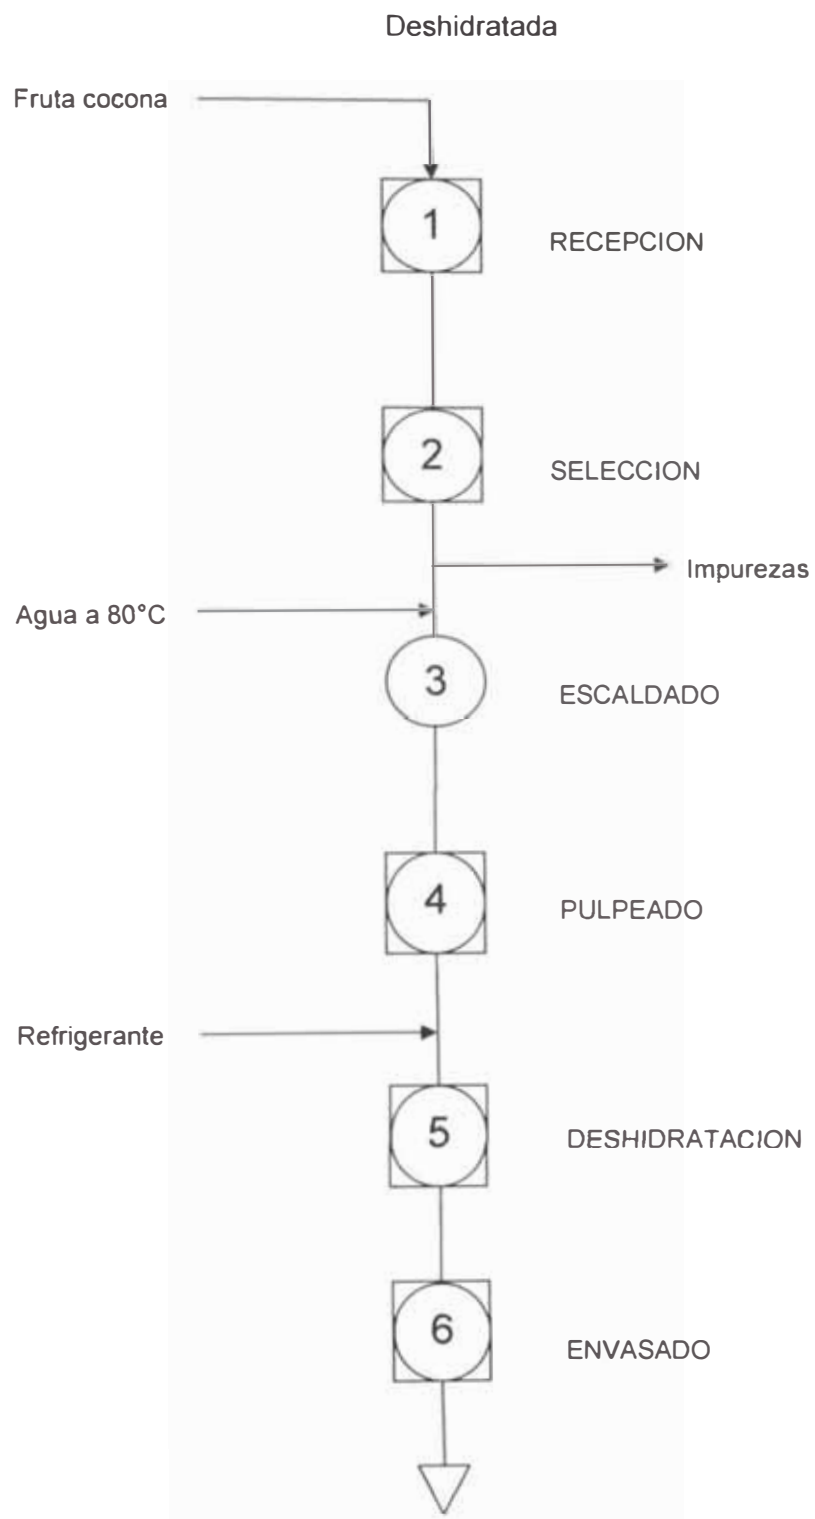 Deshidratada
Fruta cocona
1
RECEPCION
2
SELECCION
Impurezas
Agua a 80°C
3
ESCALDADO
4
PULPEADO
Refrigerante
5
DESHIDRATACION
6
ENVASADO